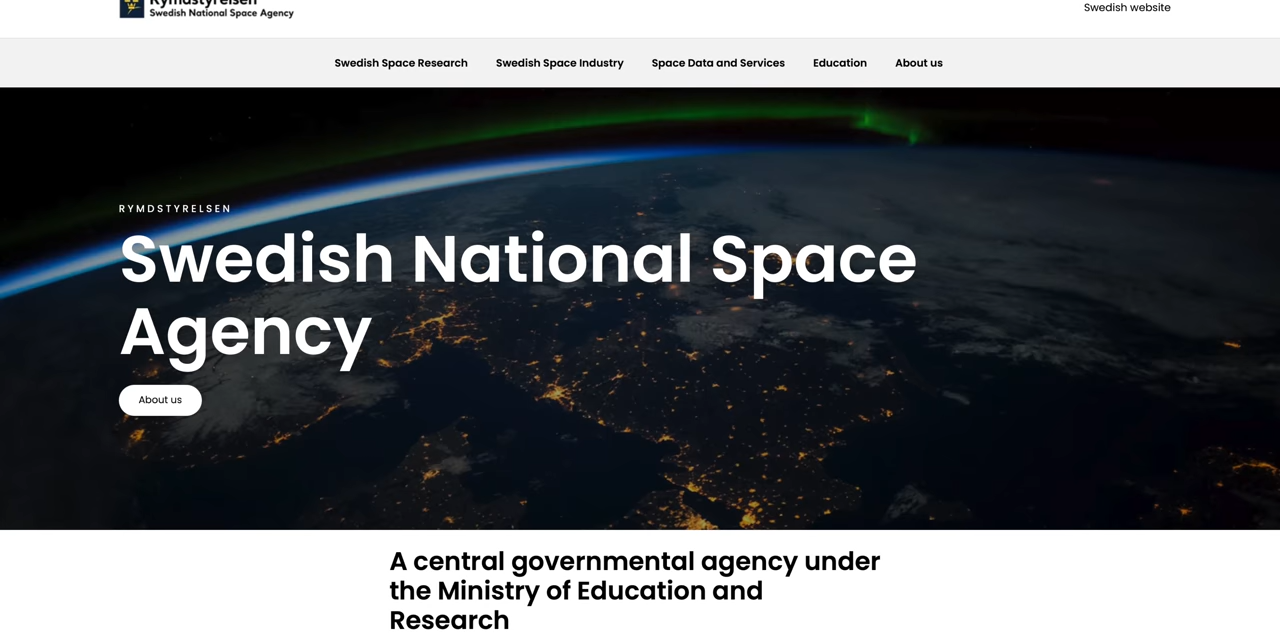 Rymdstyrelsen
Swedish National Space Agency
Swedish website
Swedish Space Research
Swedish Space Industry
Space Data and Services
Education
About us
RYMDSTYRELSEN
Swedish National Space
Agency
About us
A central governmental agency under
the Ministry of Education and
Research